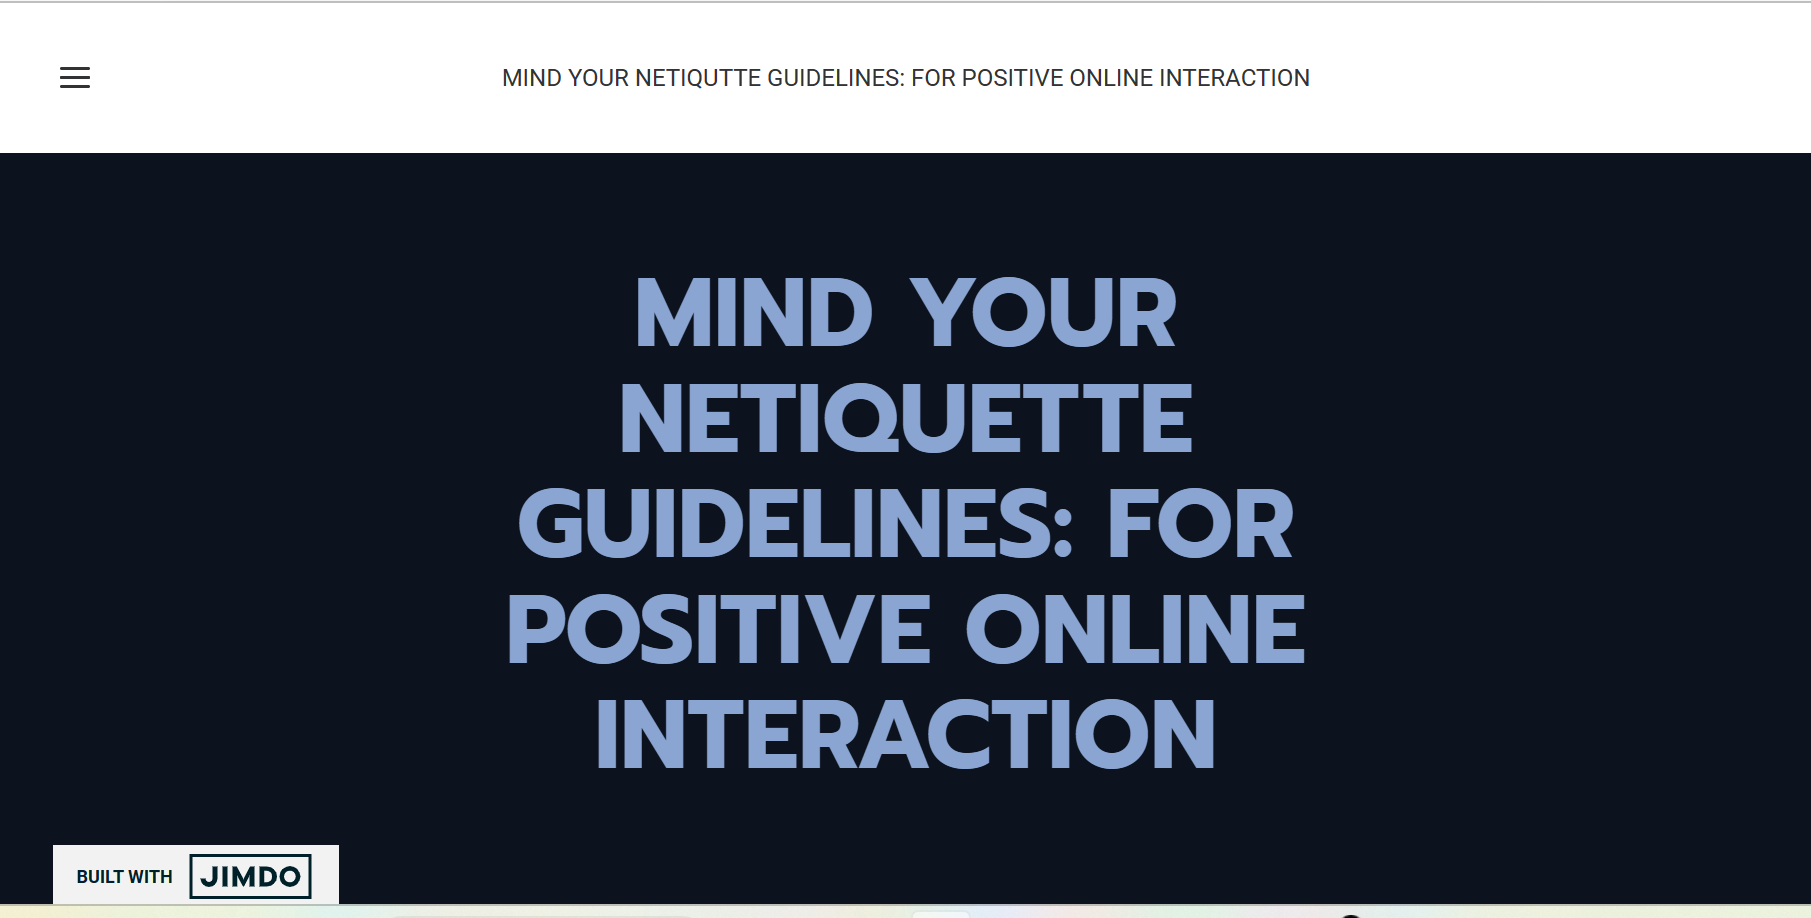 MIND YOUR NETIQUTTE GUIDELINES: FOR POSITIVE ONLINE INTERACTION
MIND YOUR
NETIQUETTE
GUIDELINES: FOR
POSITIVE ONLINE
INTERACTION
BUILT WITH JIMDO